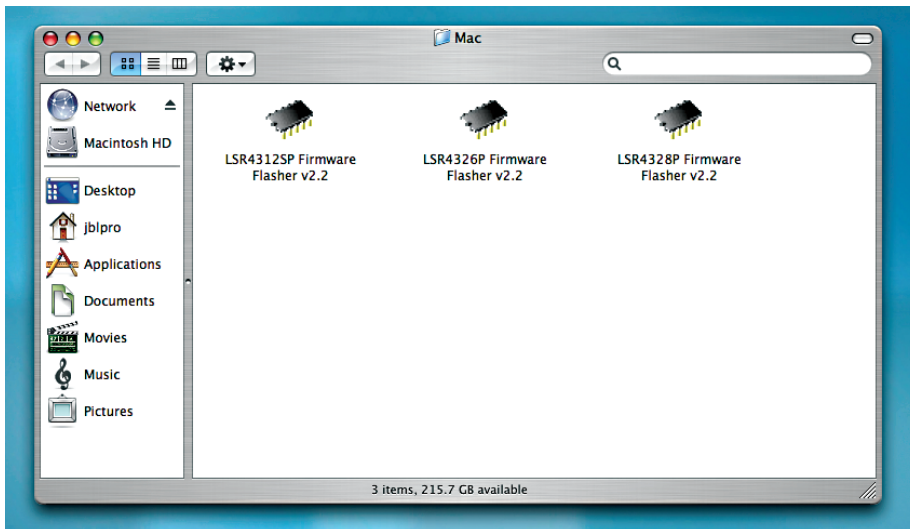 Mac
Network
Macintosh HD
Desktop
jblpro
Applications
Documents
Movies
Music
Pictures
LSR4312SP Firmware
Flasher v2.2
LSR4326P Firmware
Flasher v2.2
LSR4328P Firmware
Flasher v2.2
3 items, 215.7 GB available